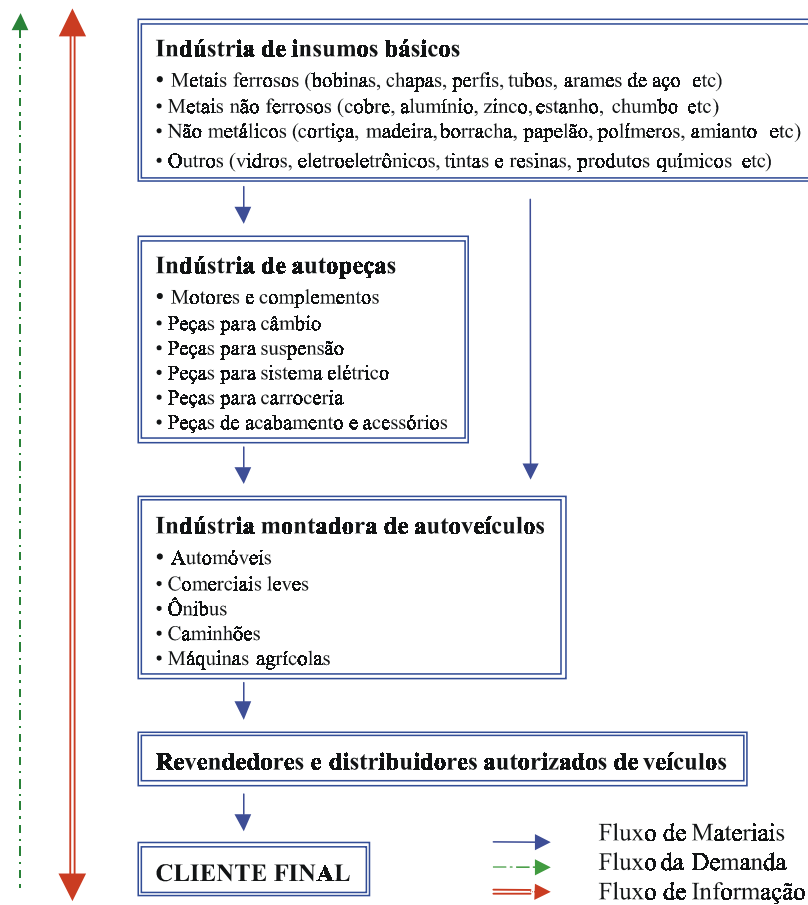 Indústria de insumos básicos
• Metais ferrosos (bobinas, chapas, perfis, tubos, arames de aço etc)
• Metais não ferrosos (cobre, alumínio, zinco, estanho, chumbo etc)
• Não metálicos (cortiça, madeira, borracha, papelão, polímeros, amianto etc)
• Outros (vidros, eletroeletrônicos, tintas e resinas, produtos químicos etc)
Indústria de autopeças
• Motores e complementos
• Peças para câmbio
• Peças para suspensão
• Peças para sistema elétrico
• Peças para carroceria
• Peças de acabamento e acessórios
Indústria montadora de autoveículos
• Automóveis
• Comerciais leves
• Ônibus
• Caminhões
• Máquinas agrícolas
Revendedores e distribuidores autorizados de veículos
CLIENTE FINAL
Fluxo de Materiais
Fluxo da Demanda
Fluxo de Informação